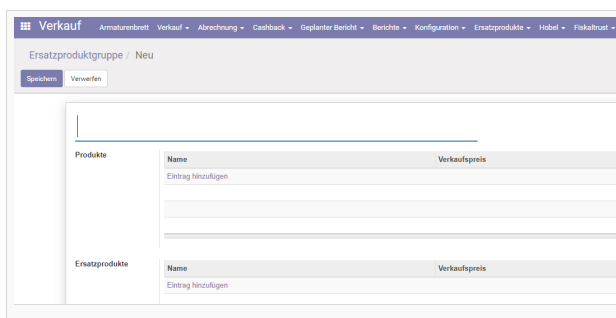 Verkauf Armaturenbrett Verkauf Abrechnung Cashback Geplanter Bericht Berichte Konfiguration Ersatzprodukte Hobel Fiskaltrust
Ersatzproduktgruppe / Neu
Speichern Verwerfen
Produkte
Name Verkaufspreis
Eintrag hinzufügen
Ersatzprodukte
Name Verkaufspreis
Eintrag hinzufügen